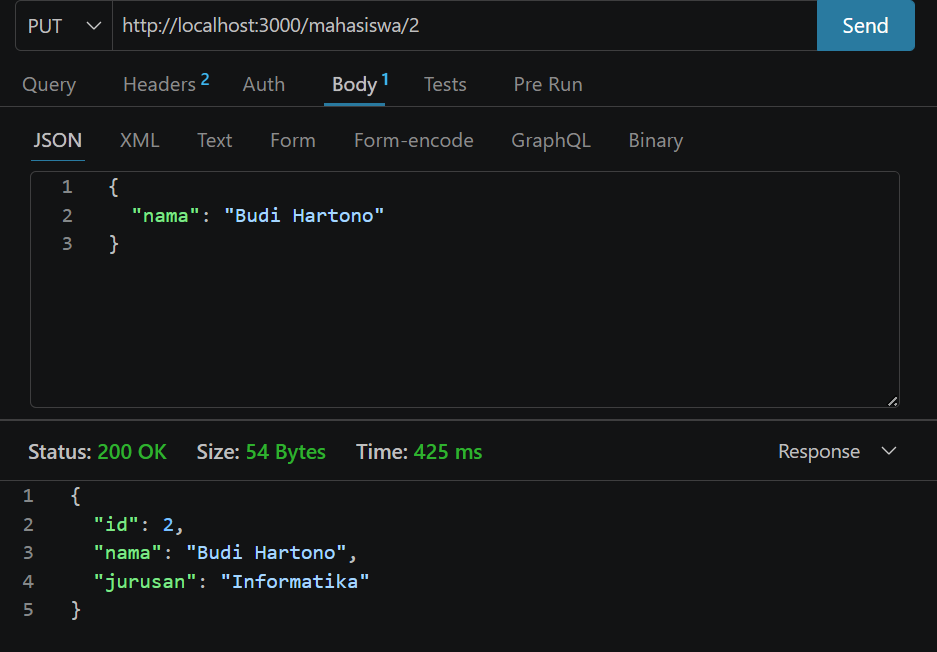 PUT http://localhost:3000/mahasiswa/2 Send
Query Headers 2 Auth Body 1 Tests Pre Run
JSON XML Text Form Form-encode GraphQL Binary
1 {
2 "nama": "Budi Hartono"
3 }
Status: 200 OK Size: 54 Bytes Time: 425 ms Response
1 {
2 "id": 2,
3 "nama": "Budi Hartono",
4 "jurusan": "Informatika"
5 }